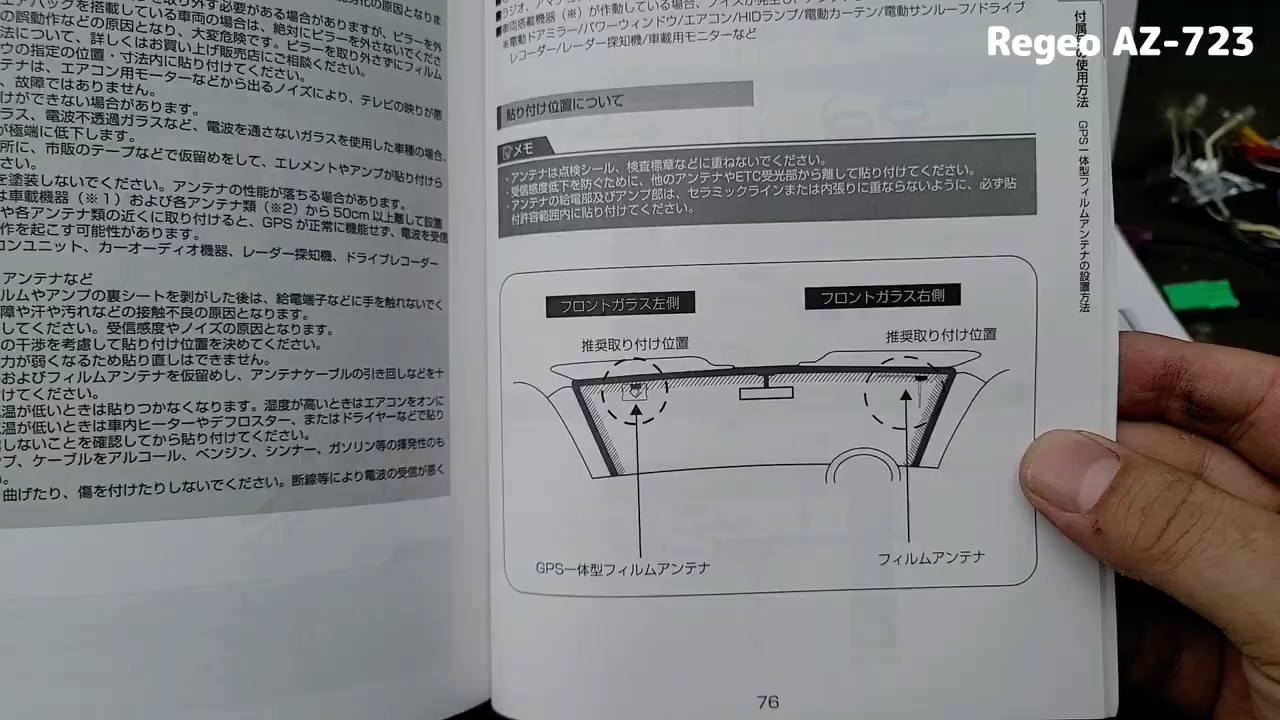 Regeo AZ-723
エアバッグを搭載している車両の場合は、絶対にピラーを外さないでください
の誤動作などの原因となり、大変危険です。ピラーを取り外さずにフィルム
法について、詳しくはお買い上げ販売店にご相談ください。
ウの指定の位置・寸法内に貼り付けてください。
テナは、エアコン用モーターなどから出るノイズにより、テレビの映りが悪
、故障ではありません。
けができない場合があります。
ラス、電波不透過ガラスなど、電波を通さないガラスを使用した車種の場合、
が極端に低下します。
所に、市販のテープなどで仮留めをして、エレメントやアンプが貼り付けら
さい。
を塗装しないでください。アンテナの性能が落ちる場合があります。
は車載機器（※１）および各アンテナ類（※２）から50cm以上離して設置
や各アンテナ類の近くに取り付けると、GPSが正常に機能せず、電波を受信
作を起こす可能性があります。
コンユニット、カーオーディオ機器、レーダー探知機、ドライブレコーダー
アンテナなど
ルムやアンプの裏シートを剥がした後は、給電端子などに手を触れないでく
障や汗や汚れなどの接触不良の原因となります。
してください。受信感度やノイズの原因となります。
の干渉を考慮して貼り付け位置を決めてください。
力が弱くなるため貼り直しはできません。
およびフィルムアンテナを仮留めし、アンテナケーブルの引き回しなどを十
けてください。
温が低いときは貼りつかなくなります。湿度が高いときはエアコンをオンに
温が低いときは車内ヒーターやデフロスター、またはドライヤーなどで貼り
しないことを確認してから貼り付けてください。
プ、ケーブルをアルコール、ベンジン、シンナー、ガソリン等の揮発性のも
曲げたり、傷を付けたりしないでください。断線等により電波の受信が悪く
■車両搭載機器（※）が作動している場合、ノイズが発生し、アンテナ
※電動ドアミラー/パワーウィンドウ/エアコン/HIDランプ/電動カーテン/電動サンルーフ/ドライブ
レコーダー/レーダー探知機/車載用モニターなど
貼り付け位置について
メモ
・アンテナは点検シール、検査標章などに重ねないでください。
・受信感度低下を防ぐために、他のアンテナやETC受光部から離して貼り付けてください。
・アンテナの給電部及びアンプ部は、セラミックラインまたは内張りに重ならないように、必ず貼
付許容範囲内に貼り付けてください。
フロントガラス左側
フロントガラス右側
推奨取り付け位置
推奨取り付け位置
GPS一体型フィルムアンテナ
フィルムアンテナ
76
の使用方法
GPS一体型フィルムアンテナの設置方法